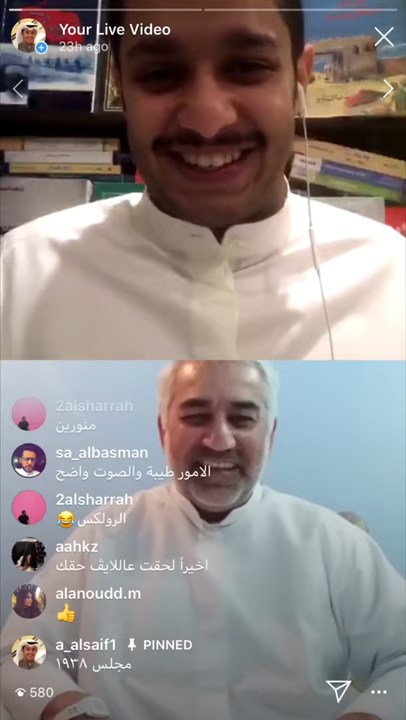 Your Live Video
23h ago
2alsharrah
منورين
sa_albasman
الامور طيبة والصوت واضح
2alsharrah
الرولكس 😂
aahkz
اخيراً لحقت عاللايڤ حقك
alanoudd.m
👍
a_alsaif1 PINNED
مجلس ١٩٣٨
580